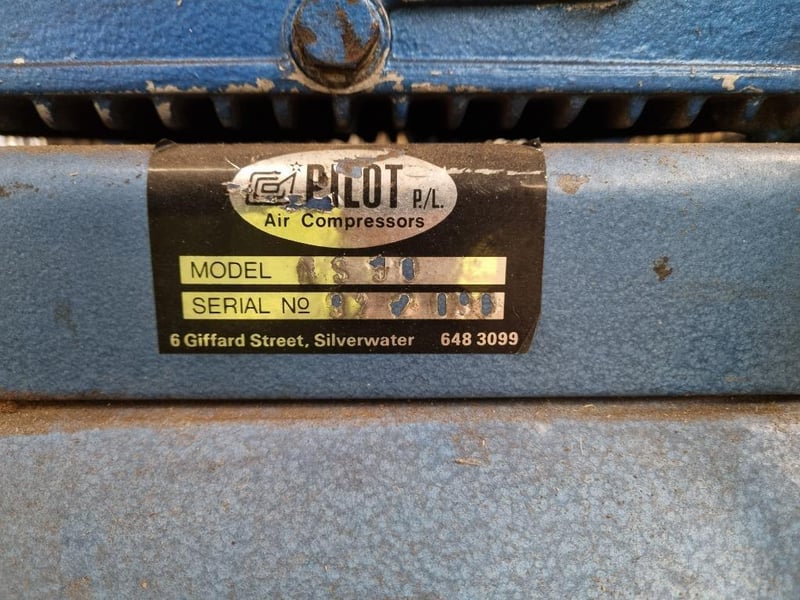 PILOT P./L.
Air Compressors
MODEL
SERIAL Nº
6 Giffard Street, Silverwater 648 3099